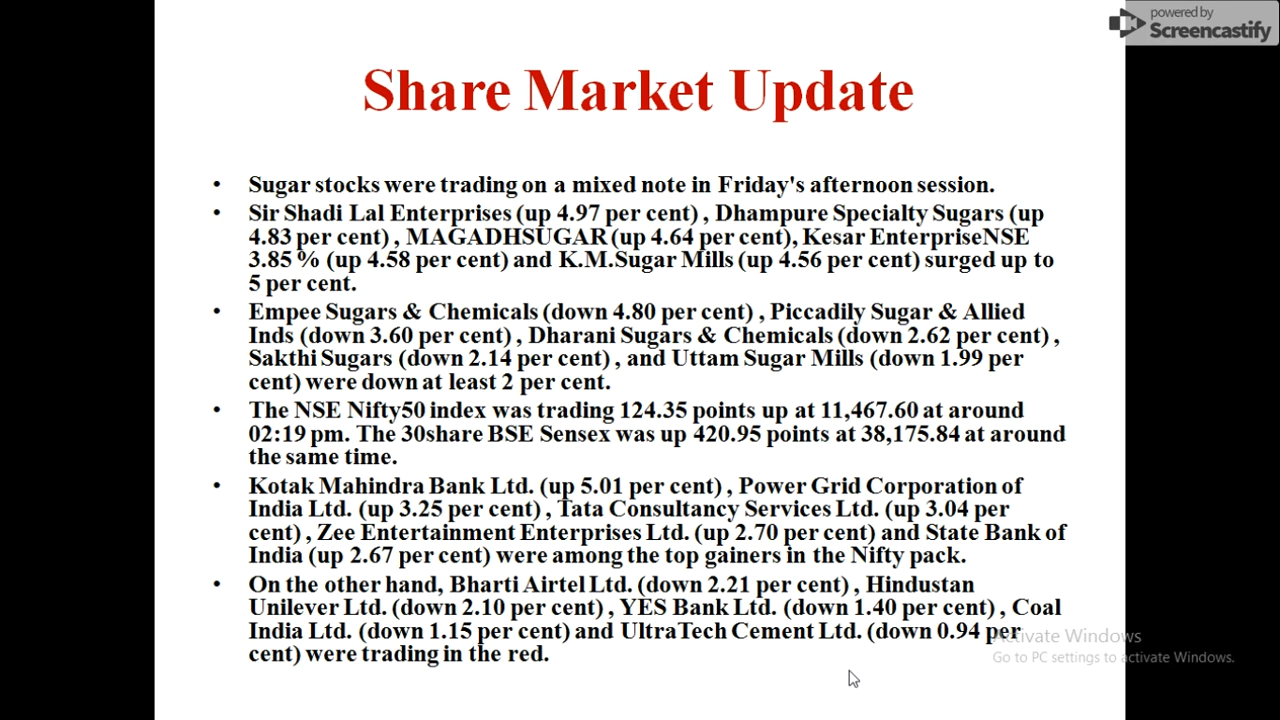 powered by
Screencastify
Share Market Update
• Sugar stocks were trading on a mixed note in Friday's afternoon session.
• Sir Shadi Lal Enterprises (up 4.97 per cent) , Dhampure Specialty Sugars (up
4.83 per cent) , MAGADHSUGAR (up 4.64 per cent), Kesar EnterpriseNSE
3.85 % (up 4.58 per cent) and K.M.Sugar Mills (up 4.56 per cent) surged up to
5 per cent.
• Empee Sugars & Chemicals (down 4.80 per cent) , Piccadily Sugar & Allied
Inds (down 3.60 per cent) , Dharani Sugars & Chemicals (down 2.62 per cent) ,
Sakthi Sugars (down 2.14 per cent) , and Uttam Sugar Mills (down 1.99 per
cent) were down at least 2 per cent.
• The NSE Nifty50 index was trading 124.35 points up at 11,467.60 at around
02:19 pm. The 30share BSE Sensex was up 420.95 points at 38,175.84 at around
the same time.
• Kotak Mahindra Bank Ltd. (up 5.01 per cent) , Power Grid Corporation of
India Ltd. (up 3.25 per cent) , Tata Consultancy Services Ltd. (up 3.04 per
cent) , Zee Entertainment Enterprises Ltd. (up 2.70 per cent) and State Bank of
India (up 2.67 per cent) were among the top gainers in the Nifty pack.
• On the other hand, Bharti Airtel Ltd. (down 2.21 per cent) , Hindustan
Unilever Ltd. (down 2.10 per cent) , YES Bank Ltd. (down 1.40 per cent) , Coal
India Ltd. (down 1.15 per cent) and UltraTech Cement Ltd. (down 0.94 per
cent) were trading in the red.
Activate Windows
Go to PC settings to activate Windows.